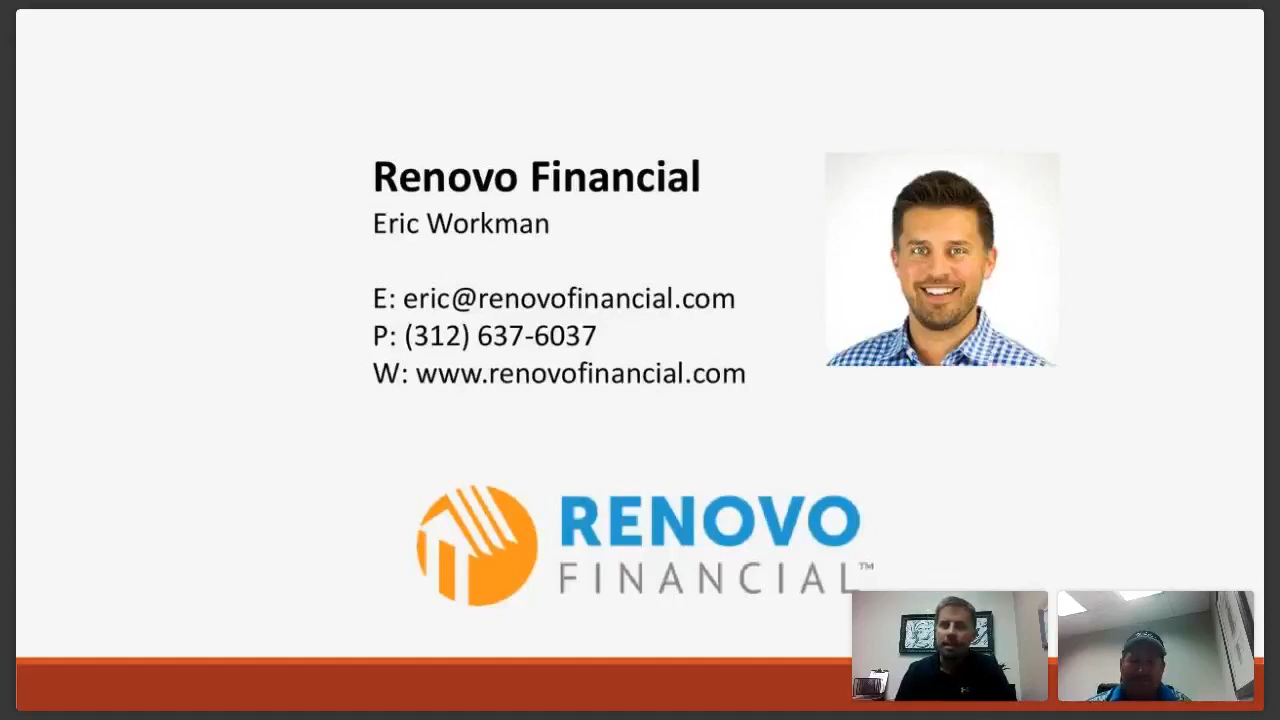 Renovo Financial
Eric Workman
E: eric@renovofinancial.com
P: (312) 637-6037
W: www.renovofinancial.com
RENOVO
FINANCIAL™